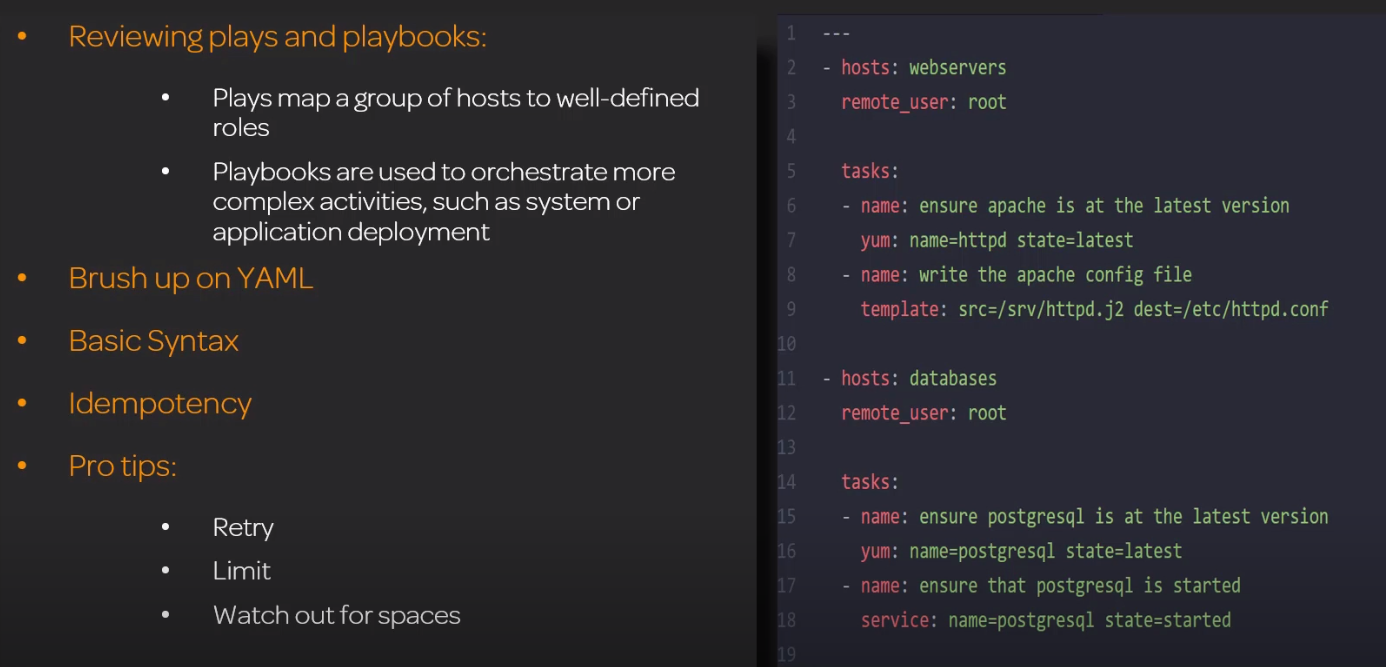 Reviewing plays and playbooks:
Plays map a group of hosts to well-defined
roles
Playbooks are used to orchestrate more
complex activities, such as system or
application deployment
Brush up on YAML
Basic Syntax
Idempotency
Pro tips:
Retry
Limit
Watch out for spaces
1 ---
2 - hosts: webservers
3 remote_user: root
4
5 tasks:
6 - name: ensure apache is at the latest version
7 yum: name=httpd state=latest
8 - name: write the apache config file
9 template: src=/srv/httpd.j2 dest=/etc/httpd.conf
10
11 - hosts: databases
12 remote_user: root
13
14 tasks:
15 - name: ensure postgresql is at the latest version
16 yum: name=postgresql state=latest
17 - name: ensure that postgresql is started
18 service: name=postgresql state=started
19